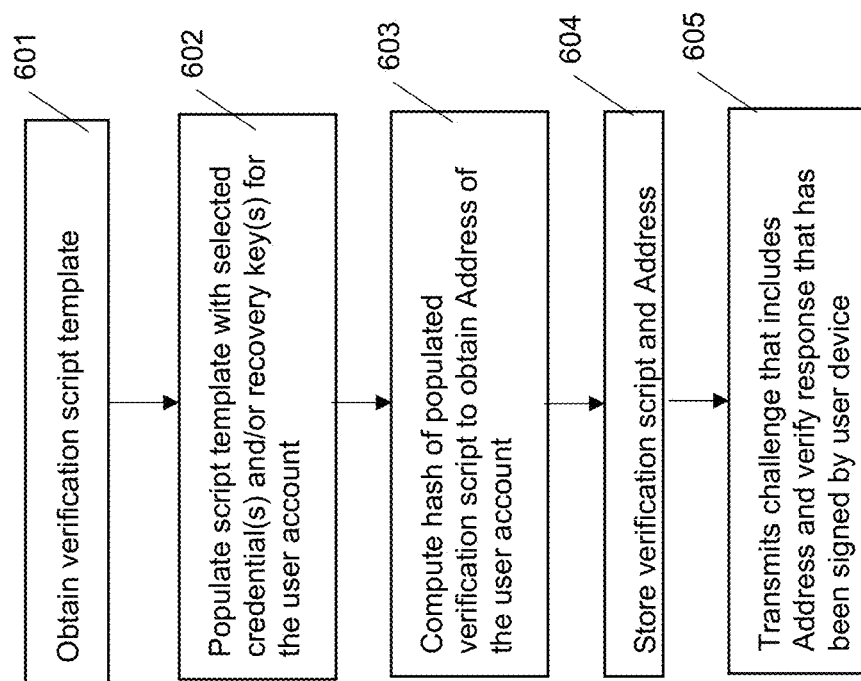 601
Obtain verification script template
602
Populate script template with selected
credential(s) and/or recovery key(s) for
the user account
603
Compute hash of populated
verification script to obtain Address of
the user account
604
Store verification script and Address
605
Transmits challenge that includes
Address and verify response that has
been signed by user device